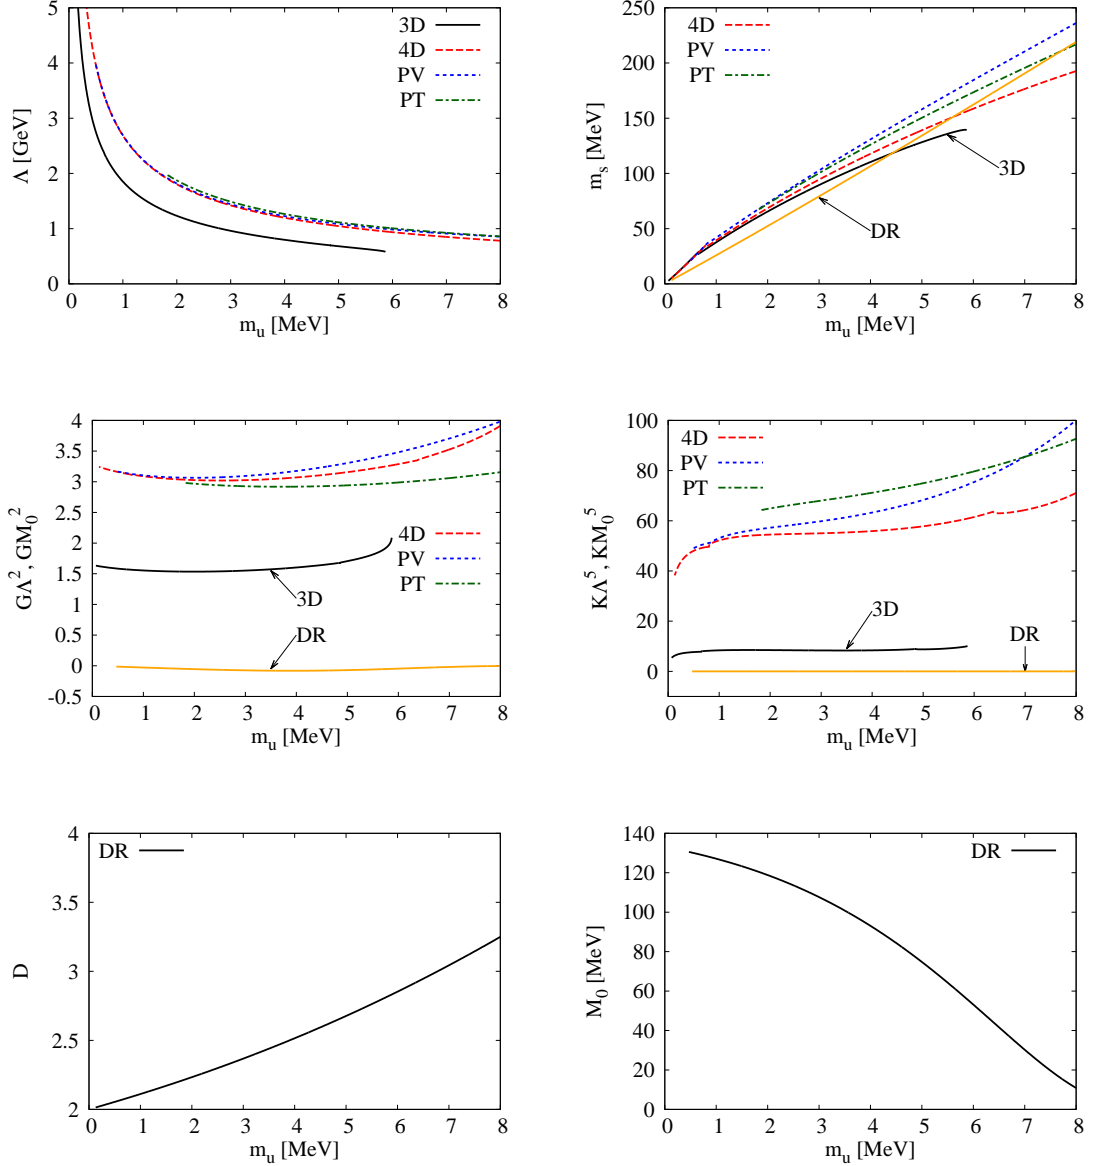 5
4
3
2
1
0
Λ [GeV]
3D
4D
PV
PT
0 1 2 3 4 5 6 7 8
m_u [MeV]
250
200
150
100
50
0
m_s [MeV]
4D
PV
PT
3D
DR
0 1 2 3 4 5 6 7 8
m_u [MeV]
4
3.5
3
2.5
2
1.5
1
0.5
0
-0.5
GΛ^2, GM_0^2
4D
PV
PT
3D
DR
0 1 2 3 4 5 6 7 8
m_u [MeV]
100
80
60
40
20
0
KΛ^5, KM_0^5
4D
PV
PT
3D
DR
0 1 2 3 4 5 6 7 8
m_u [MeV]
4
3.5
3
2.5
2
D
DR
0 1 2 3 4 5 6 7 8
m_u [MeV]
140
120
100
80
60
40
20
0
M_0 [MeV]
DR
0 1 2 3 4 5 6 7 8
m_u [MeV]